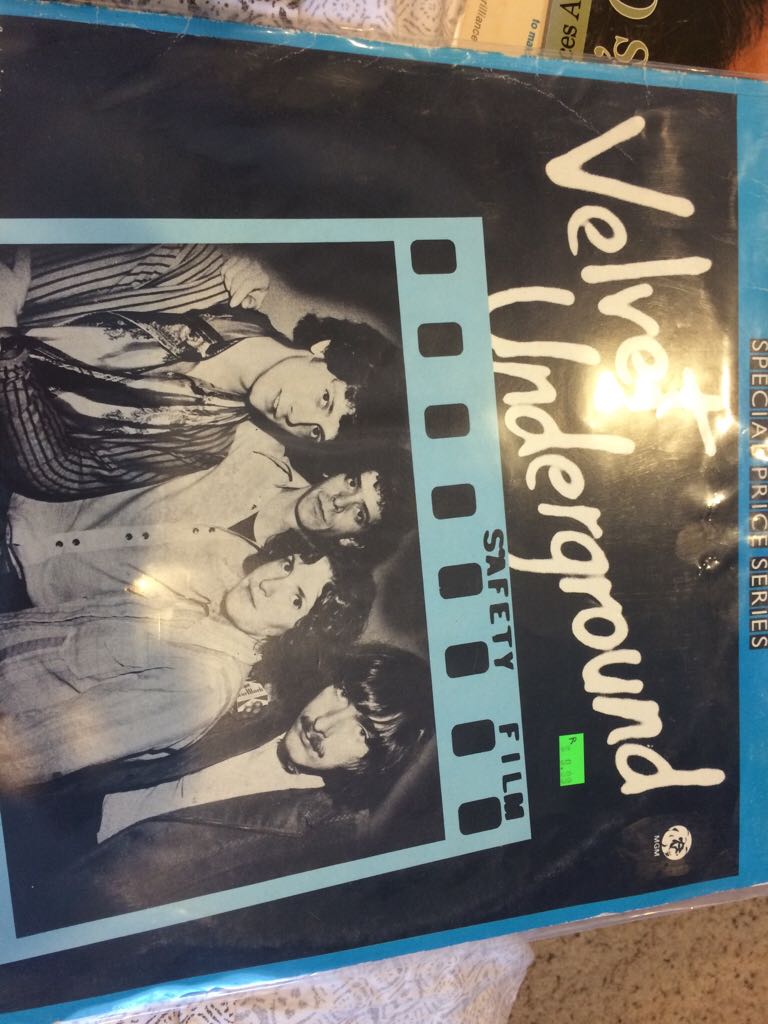 SPECIAL PRICE SERIES
Velvet
Underground
MGM
SAFETY FILM